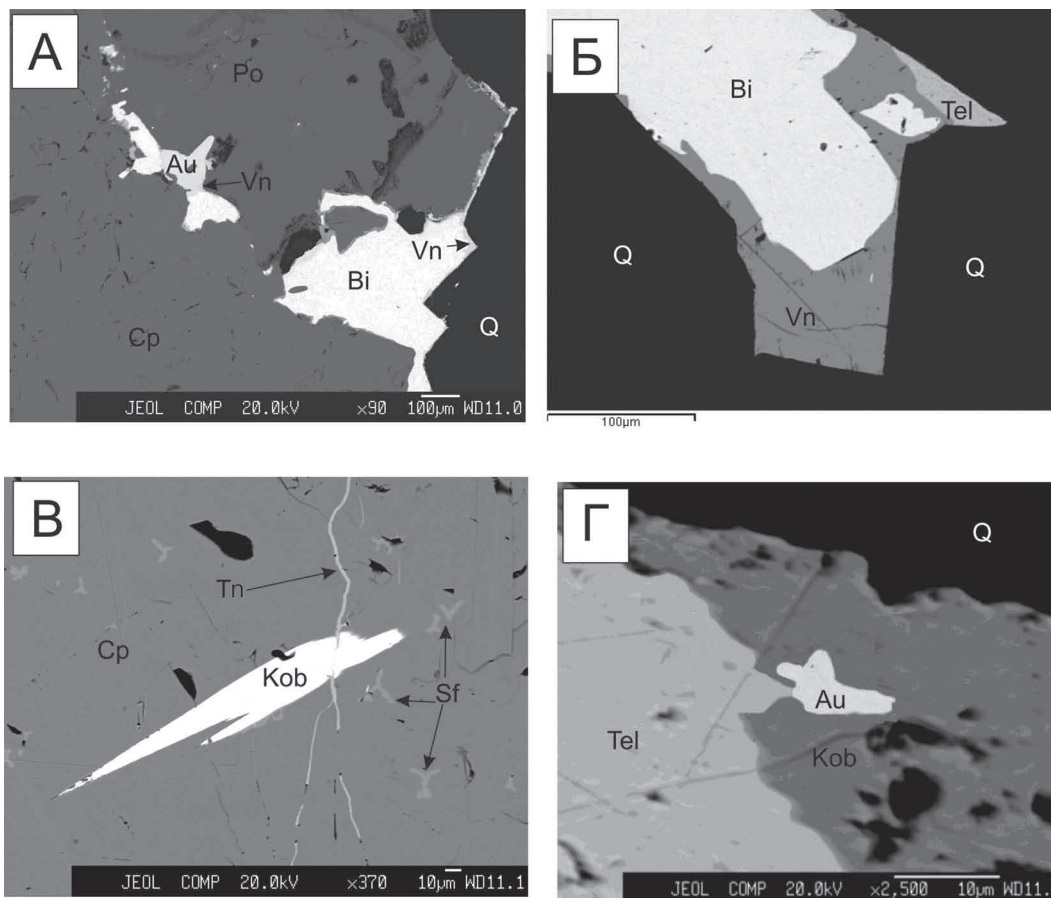 А
Po
Au
Vn
Vn
Bi
Cp
Q
JEOL COMP 20.0kV ×90 100µm WD11.0
Б
Bi
Tel
Q
Q
Vn
100µm
В
Tn
Cp
Kob
Sf
JEOL COMP 20.0kV ×370 10µm WD11.1
Г
Q
Au
Tel
Kob
JEOL COMP 20.0kV ×2,500 10µm WD11.